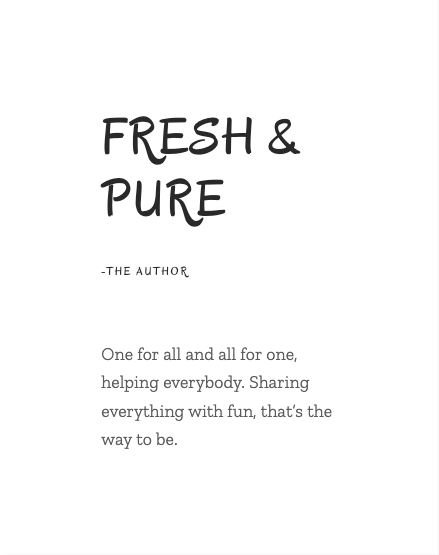 FRESH &
PURE
-THE AUTHOR
One for all and all for one,
helping everybody. Sharing
everything with fun, that’s the
way to be.